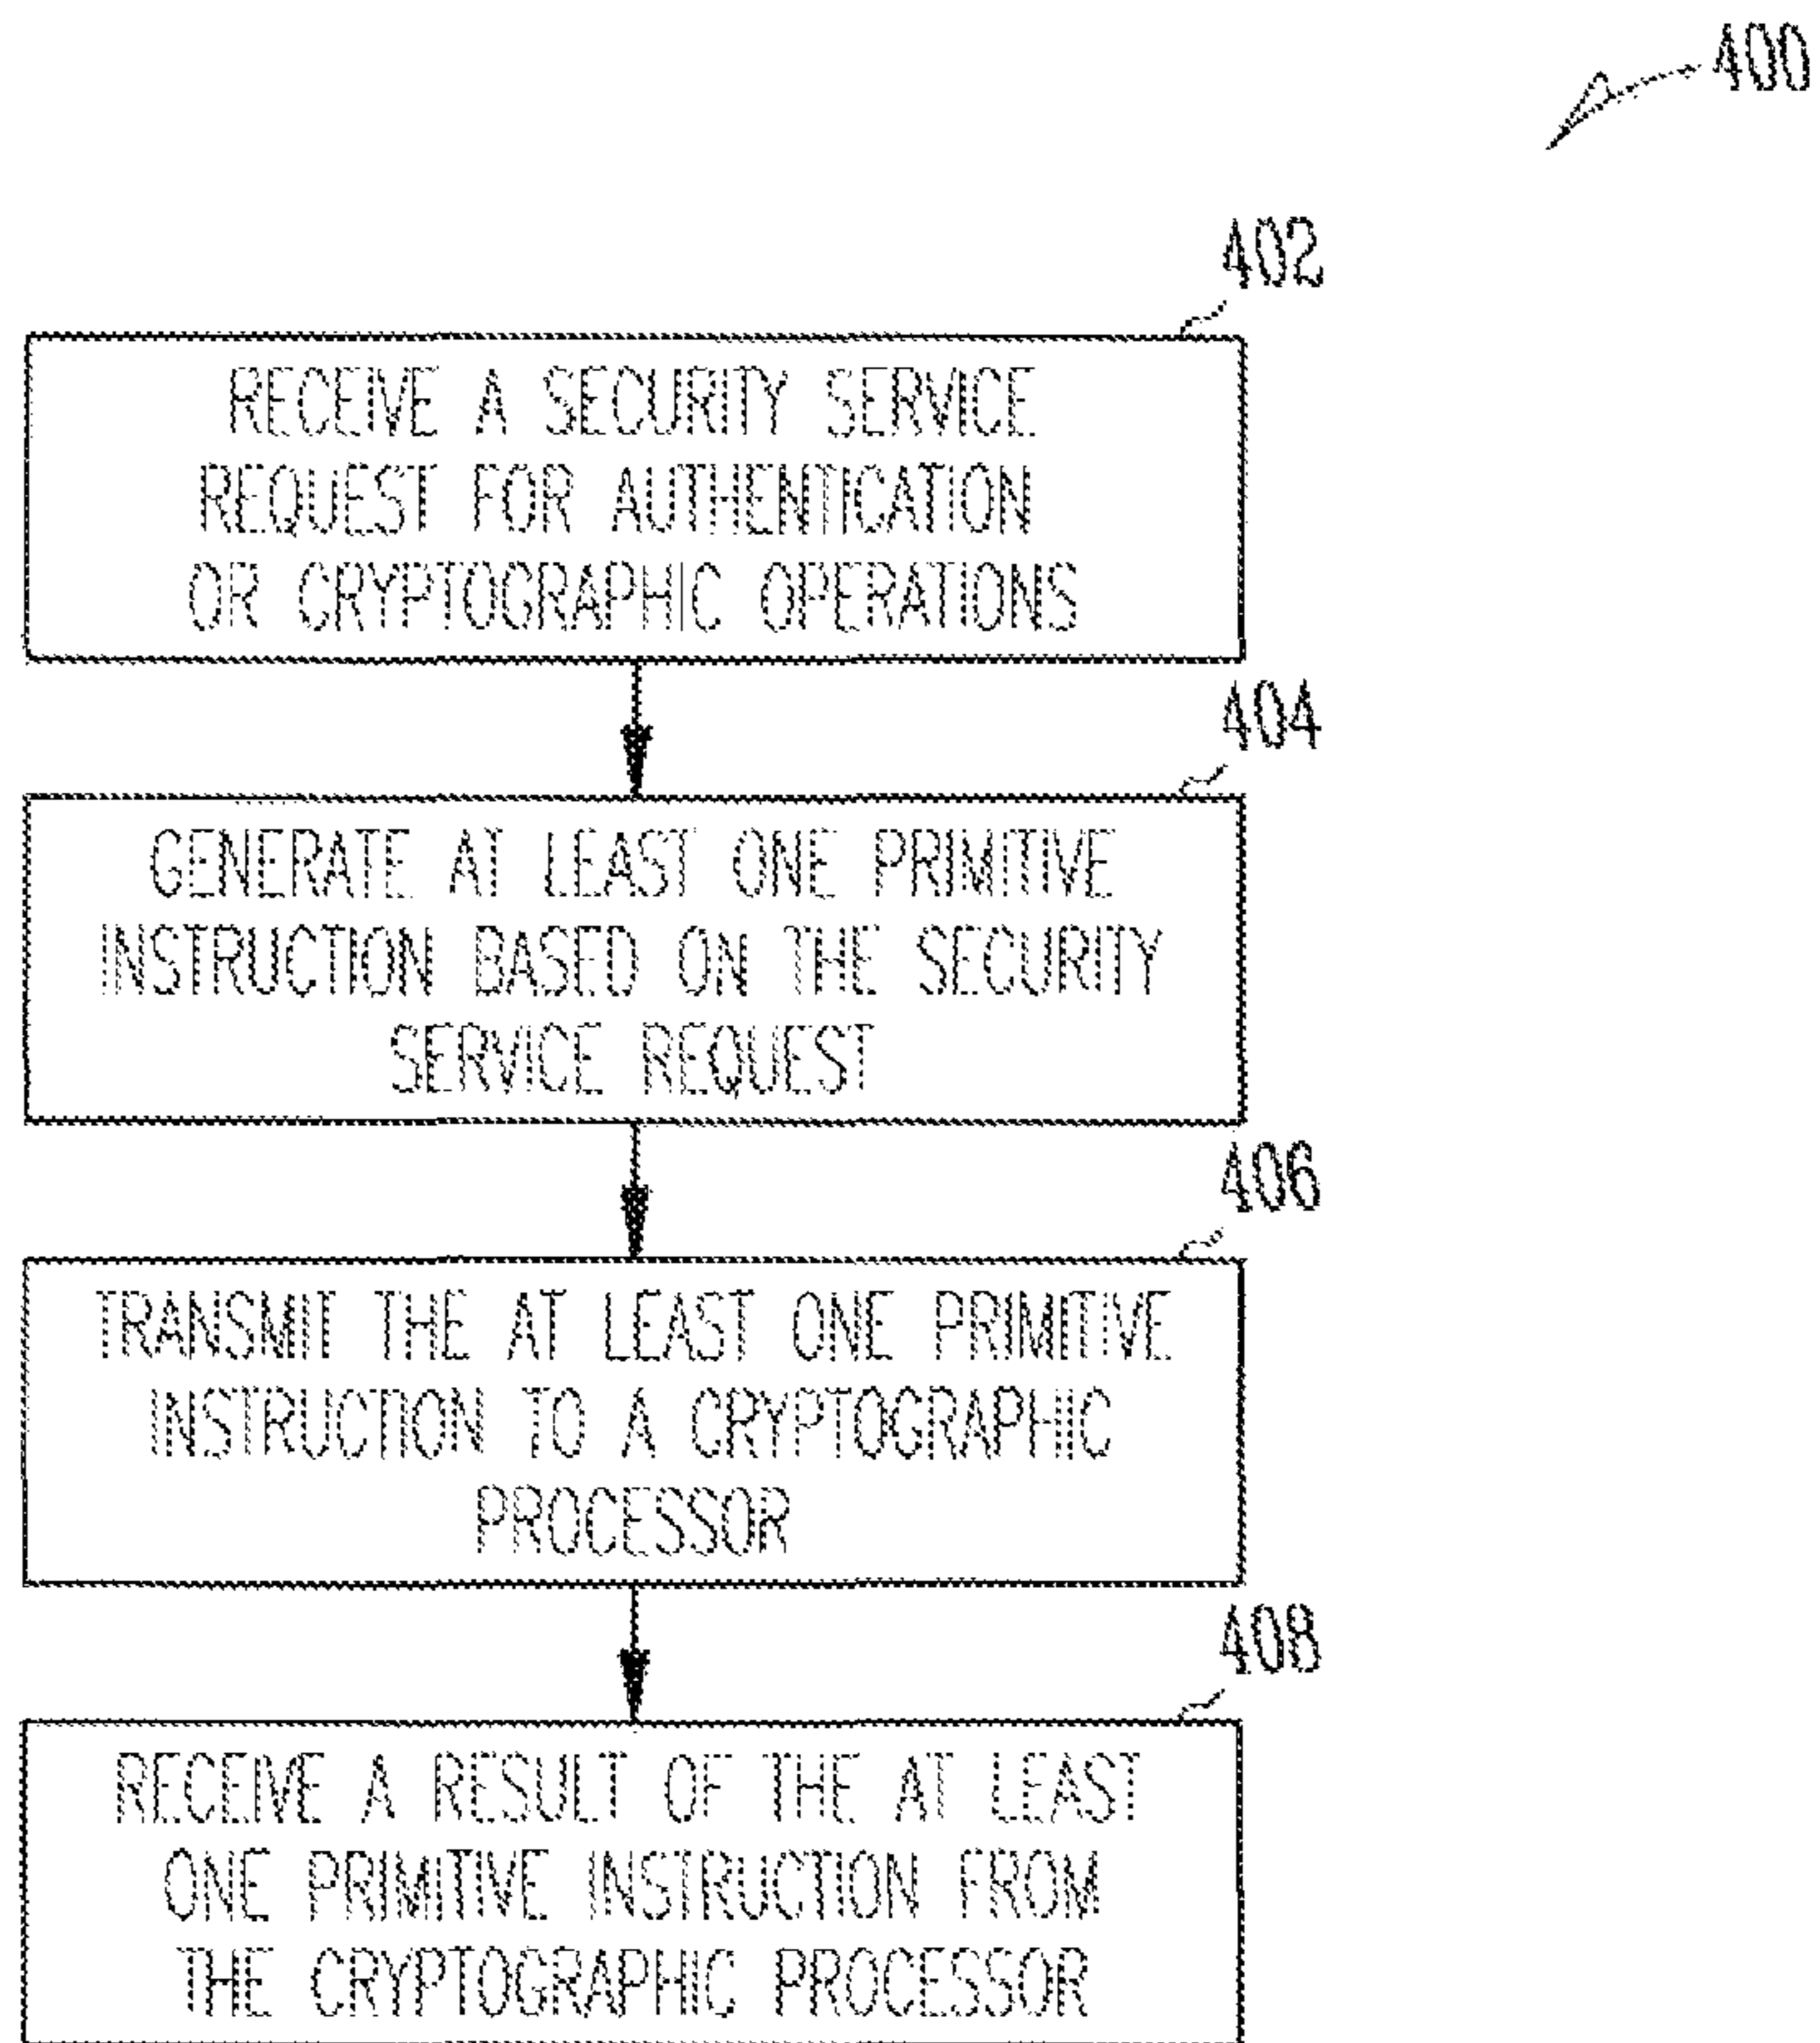 400
402
RECEIVE A SECURITY SERVICE
REQUEST FOR AUTHENTICATION
OR CRYPTOGRAPHIC OPERATIONS
404
GENERATE AT LEAST ONE PRIMITIVE
INSTRUCTION BASED ON THE SECURITY
SERVICE REQUEST
406
TRANSMIT THE AT LEAST ONE PRIMITIVE
INSTRUCTION TO A CRYPTOGRAPHIC
PROCESSOR
408
RECEIVE A RESULT OF THE AT LEAST
ONE PRIMITIVE INSTRUCTION FROM
THE CRYPTOGRAPHIC PROCESSOR